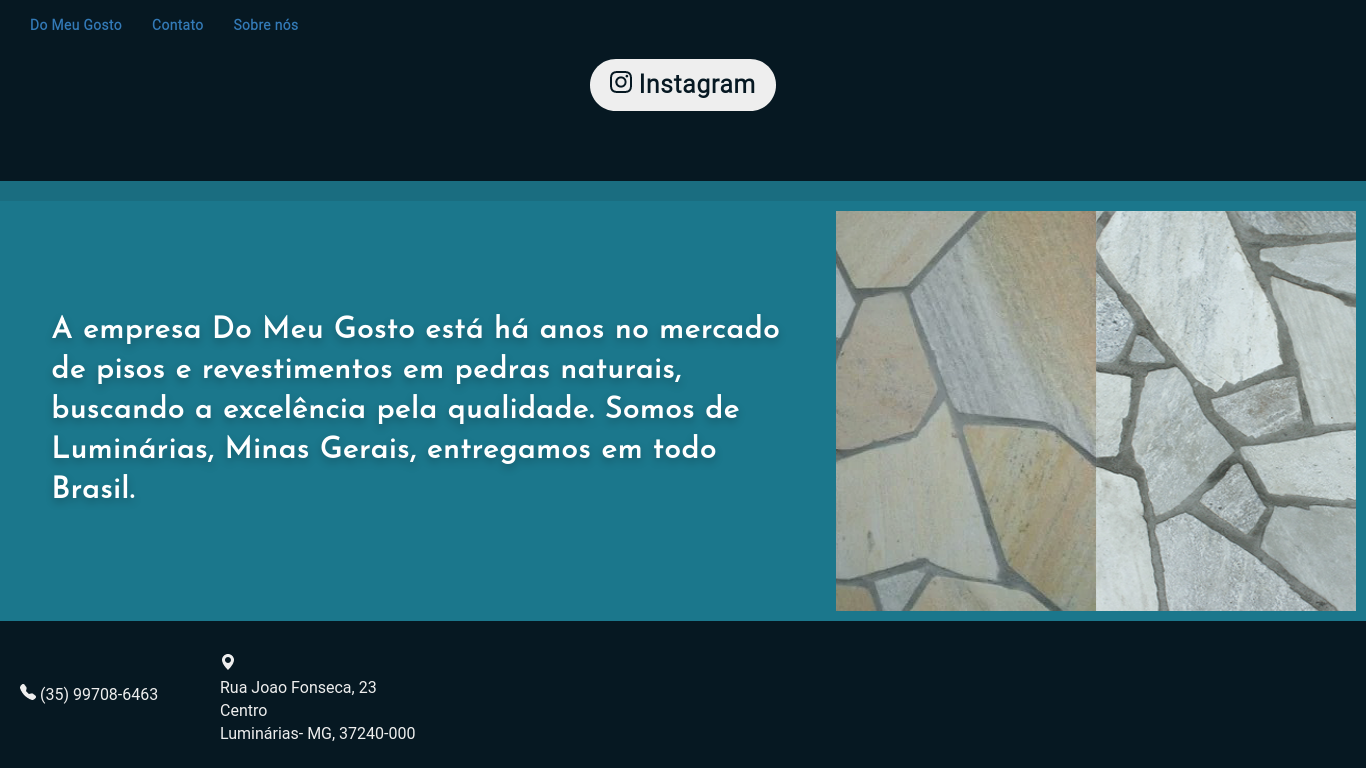 Do Meu Gosto Contato Sobre nós
Instagram
A empresa Do Meu Gosto está há anos no mercado
de pisos e revestimentos em pedras naturais,
buscando a excelência pela qualidade. Somos de
Luminárias, Minas Gerais, entregamos em todo
Brasil.
(35) 99708-6463
Rua Joao Fonseca, 23
Centro
Luminárias- MG, 37240-000